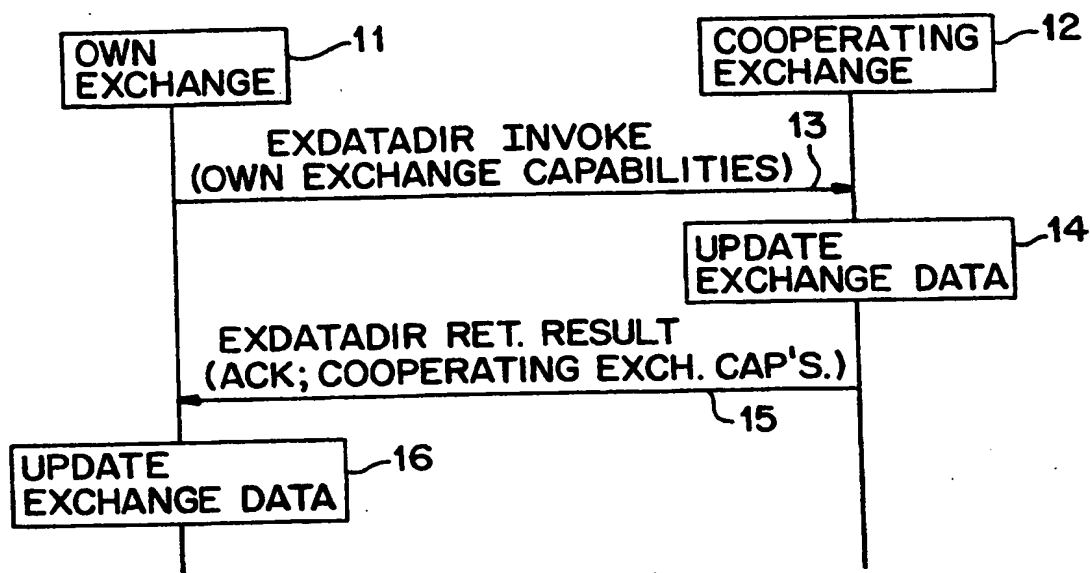 OWN
EXCHANGE
11
COOPERATING
EXCHANGE
12
EXDATADIR INVOKE
(OWN EXCHANGE CAPABILITIES)
13
UPDATE
EXCHANGE DATA
14
EXDATADIR RET. RESULT
(ACK; COOPERATING EXCH. CAP'S.)
15
UPDATE
EXCHANGE DATA
16